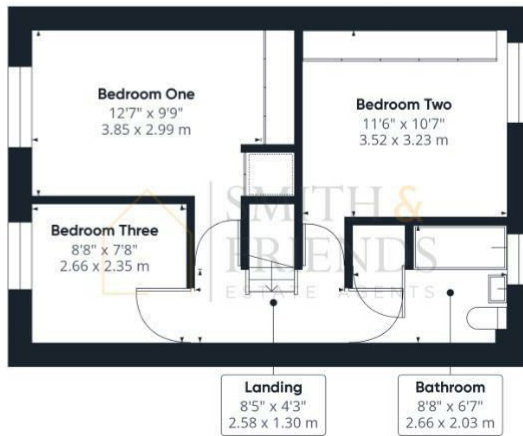 Bedroom One
12'7" x 9'9"
3.85 x 2.99 m
Bedroom Two
11'6" x 10'7"
3.52 x 3.23 m
Bedroom Three
8'8" x 7'8"
2.66 x 2.35 m
SMITH &
FRIENDS
ESTATE AGENTS
Landing
8'5" x 4'3"
2.58 x 1.30 m
Bathroom
8'8" x 6'7"
2.66 x 2.03 m